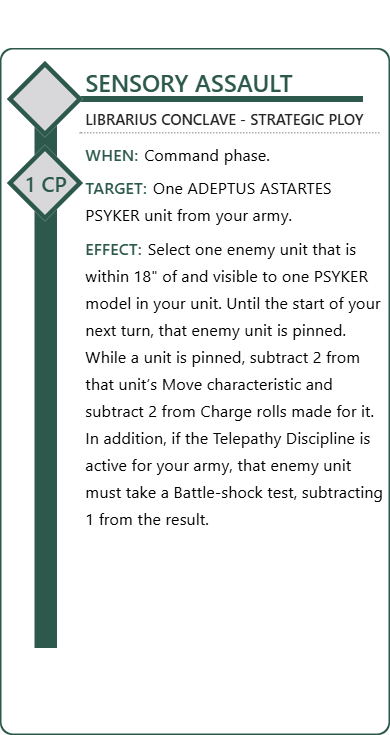 SENSORY ASSAULT
LIBRARIUS CONCLAVE - STRATEGIC PLOY
WHEN: Command phase.
1 CP
TARGET: One ADEPTUS ASTARTES
PSYKER unit from your army.
EFFECT: Select one enemy unit that is
within 18" of and visible to one PSYKER
model in your unit. Until the start of your
next turn, that enemy unit is pinned.
While a unit is pinned, subtract 2 from
that unit’s Move characteristic and
subtract 2 from Charge rolls made for it.
In addition, if the Telepathy Discipline is
active for your army, that enemy unit
must take a Battle-shock test, subtracting
1 from the result.